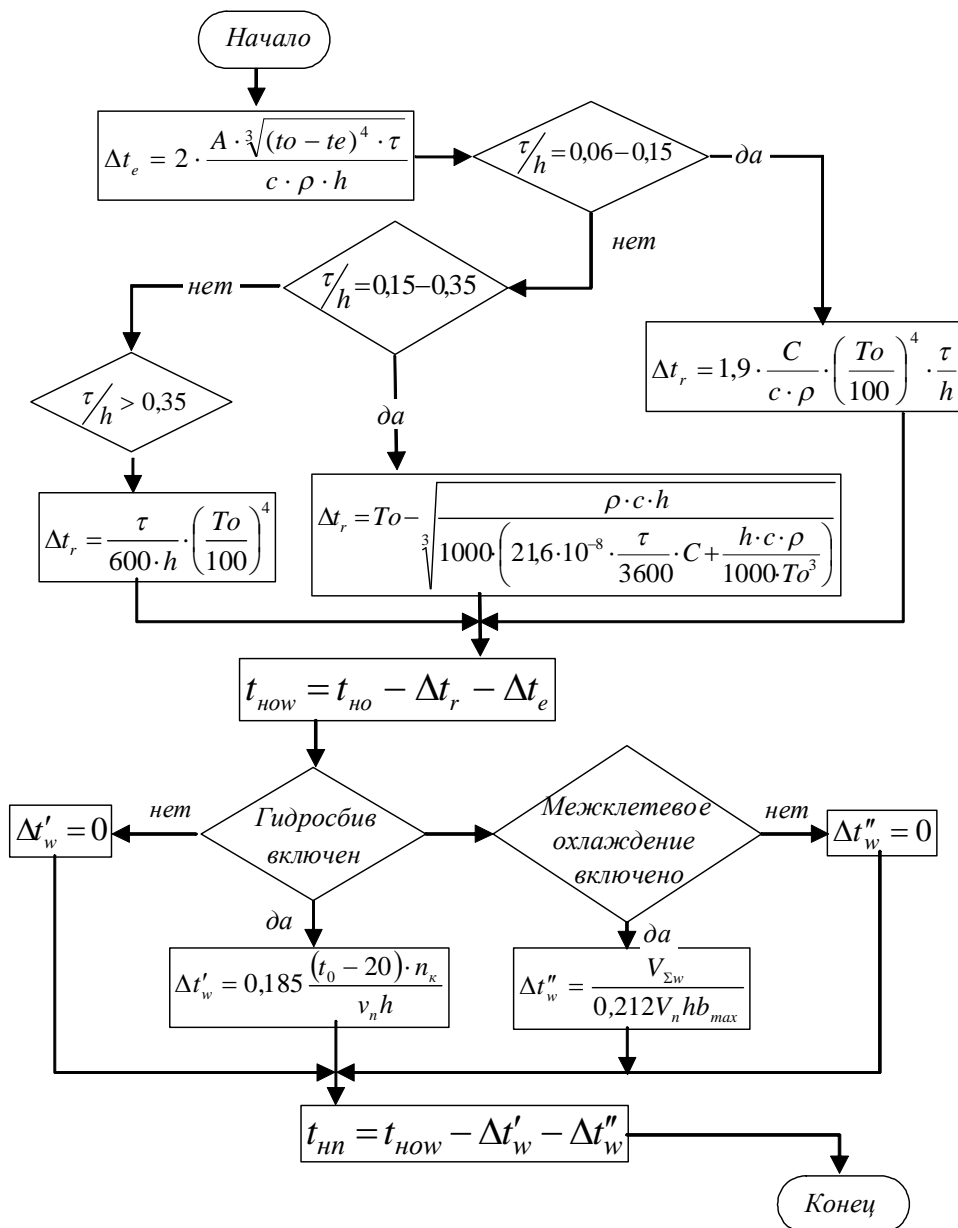 Начало
Δt_e = 2 · (A · ∛((to − te)^4 · τ)) / (c · ρ · h)
τ/h = 0,06 – 0,15
да
нет
τ/h = 0,15 – 0,35
нет
да
τ/h > 0,35
Δt_r = 1,9 · C/(c · ρ) · (To/100)^4 · τ/h
Δt_r = τ/(600 · h) · (To/100)^4
Δt_r = To − ∛((ρ · c · h) / (1000 · (21,6 · 10^−8 · τ/3600 · C + (h · c · ρ)/(1000 · To^3))))
t_ноw = t_но − Δt_r − Δt_e
Гидросбив
включен
Межклетевое
охлаждение
включено
нет
нет
Δt′_w = 0
Δt″_w = 0
да
да
Δt′_w = 0,185 ((t_0 − 20) · n_к) / (v_n h)
Δt″_w = V_Σw / (0,212 V_n h b_max)
t_нп = t_ноw − Δt′_w − Δt″_w
Конец